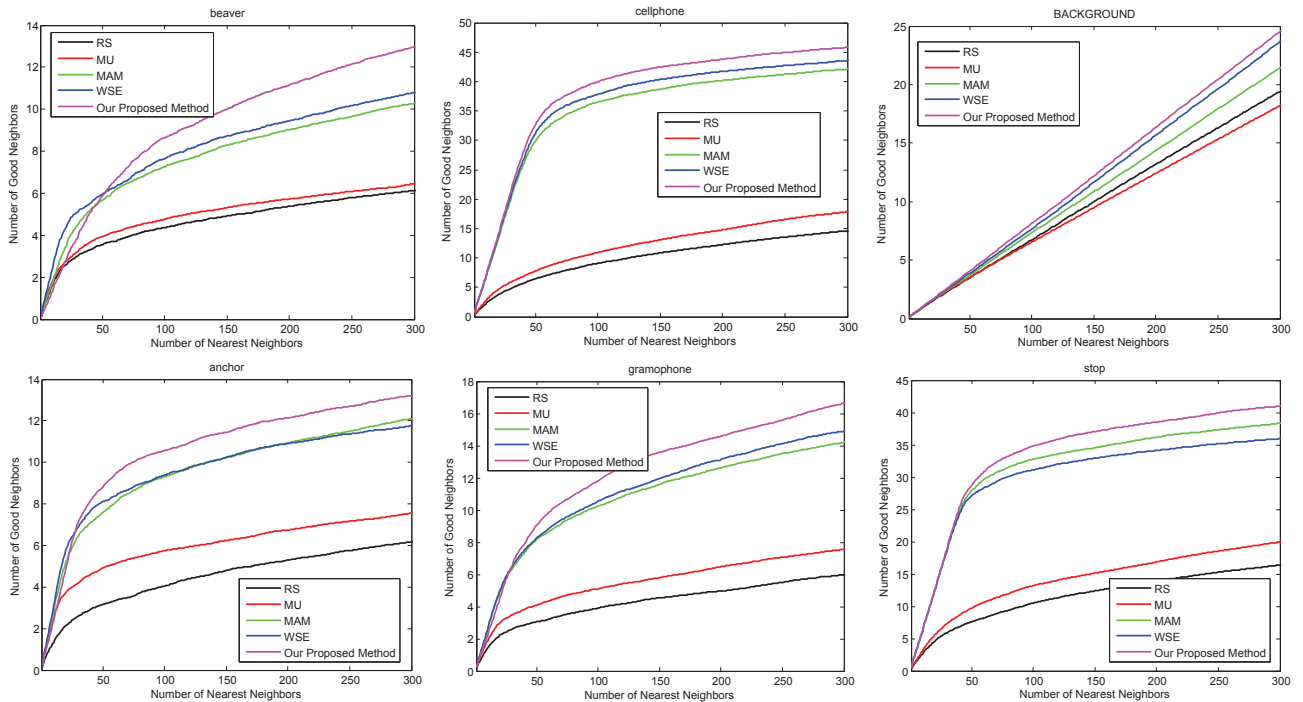 beaver
14
12
10
8
6
4
2
0
50 100 150 200 250 300
Number of Good Neighbors
Number of Nearest Neighbors
RS
MU
MAM
WSE
Our Proposed Method
cellphone
50
45
40
35
30
25
20
15
10
5
0
50 100 150 200 250 300
Number of Good Neighbors
Number of Nearest Neighbors
RS
MU
MAM
WSE
Our Proposed Method
BACKGROUND
25
20
15
10
5
0
50 100 150 200 250 300
Number of Good Neighbors
Number of Nearest Neighbors
RS
MU
MAM
WSE
Our Proposed Method
anchor
14
12
10
8
6
4
2
0
50 100 150 200 250 300
Number of Good Neighbors
Number of Nearest Neighbors
RS
MU
MAM
WSE
Our Proposed Method
gramophone
18
16
14
12
10
8
6
4
2
0
50 100 150 200 250 300
Number of Good Neighbors
Number of Nearest Neighbors
RS
MU
MAM
WSE
Our Proposed Method
stop
45
40
35
30
25
20
15
10
5
0
50 100 150 200 250 300
Number of Good Neighbors
Number of Nearest Neighbors
RS
MU
MAM
WSE
Our Proposed Method